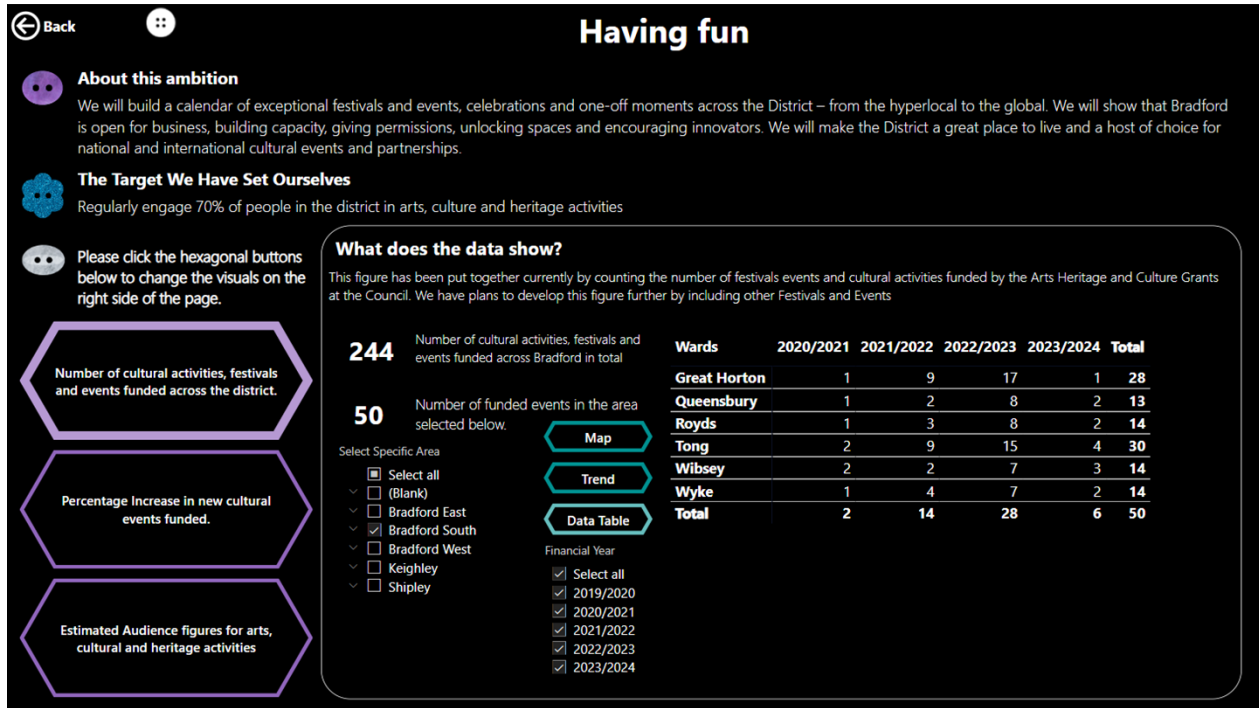 Back
Having fun
About this ambition
We will build a calendar of exceptional festivals and events, celebrations and one-off moments across the District – from the hyperlocal to the global. We will show that Bradford
is open for business, building capacity, giving permissions, unlocking spaces and encouraging innovators. We will make the District a great place to live and a host of choice for
national and international cultural events and partnerships.
The Target We Have Set Ourselves
Regularly engage 70% of people in the district in arts, culture and heritage activities
Please click the hexagonal buttons
below to change the visuals on the
right side of the page.
Number of cultural activities, festivals
and events funded across the district.
Percentage Increase in new cultural
events funded.
Estimated Audience figures for arts,
cultural and heritage activities
What does the data show?
This figure has been put together currently by counting the number of festivals events and cultural activities funded by the Arts Heritage and Culture Grants
at the Council. We have plans to develop this figure further by including other Festivals and Events
244
Number of cultural activities, festivals and
events funded across Bradford in total
50
Number of funded events in the area
selected below.
Select Specific Area
Select all
(Blank)
Bradford East
Bradford South
Bradford West
Keighley
Shipley
Map
Trend
Data Table
Financial Year
Select all
2019/2020
2020/2021
2021/2022
2022/2023
2023/2024
Wards 2020/2021 2021/2022 2022/2023 2023/2024 Total
Great Horton 1 9 17 1 28
Queensbury 1 2 8 2 13
Royds 1 3 8 2 14
Tong 2 9 15 4 30
Wibsey 2 2 7 3 14
Wyke 1 4 7 2 14
Total 2 14 28 6 50